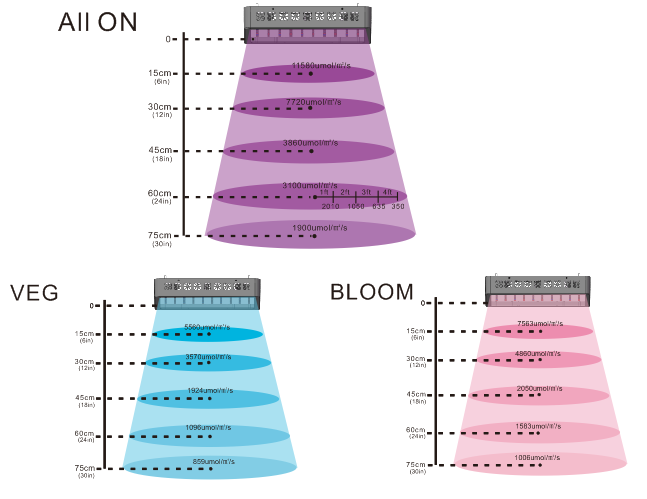 All ON
0
15cm
(6in)
11580umol/㎡/s
30cm
(12in)
7720umol/㎡/s
45cm
(18in)
3860umol/㎡/s
60cm
(24in)
3100umol/㎡/s
1ft 2ft 3ft 4ft
2010 1060 635 350
75cm
(30in)
1900umol/㎡/s
VEG
0
15cm
(6in)
5560umol/㎡/s
30cm
(12in)
3570umol/㎡/s
45cm
(18in)
1924umol/㎡/s
60cm
(24in)
1096umol/㎡/s
75cm
(30in)
859umol/㎡/s
BLOOM
0
15cm
(6in)
7563umol/㎡/s
30cm
(12in)
4860umol/㎡/s
45cm
(18in)
2050umol/㎡/s
60cm
(24in)
1583umol/㎡/s
75cm
(30in)
1006umol/㎡/s